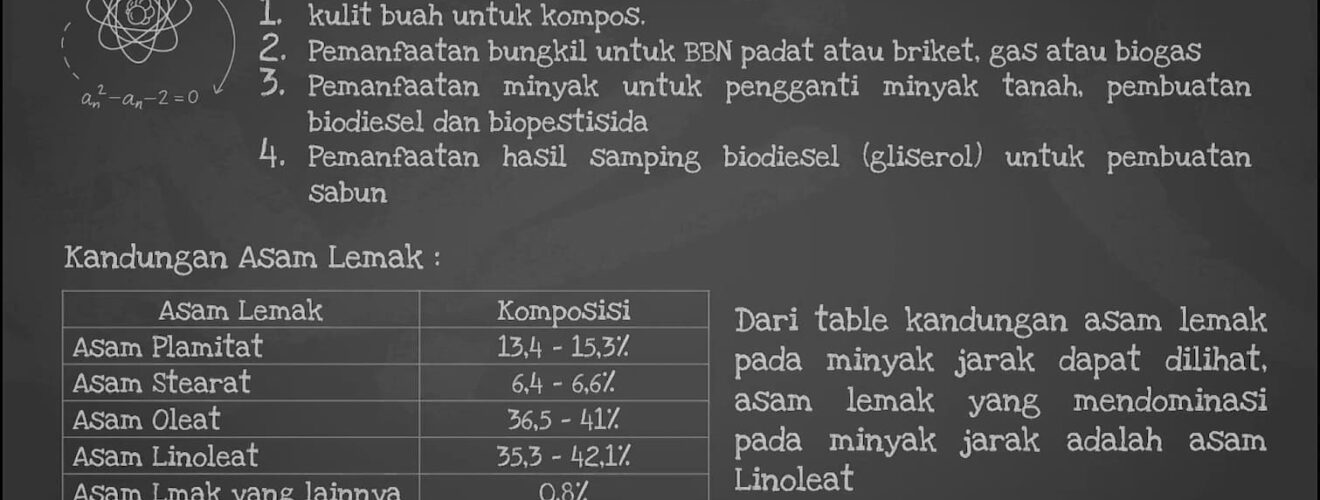 1. kulit buah untuk kompos.
2. Pemanfaatan bungkil untuk BBN padat atau briket, gas atau biogas
3. Pemanfaatan minyak untuk pengganti minyak tanah, pembuatan
biodiesel dan biopestisida
4. Pemanfaatan hasil samping biodiesel (gliserol) untuk pembuatan
sabun
aₙ²−aₙ−2=0
Kandungan Asam Lemak :
Asam Lemak Komposisi
Asam Plamitat 13,4 - 15,3%
Asam Stearat 6,4 - 6,6%
Asam Oleat 36,5 - 41%
Asam Linoleat 35,3 - 42,1%
Asam Lmak yang lainnya 0,8%
Dari table kandungan asam lemak
pada minyak jarak dapat dilihat,
asam lemak yang mendominasi
pada minyak jarak adalah asam
Linoleat